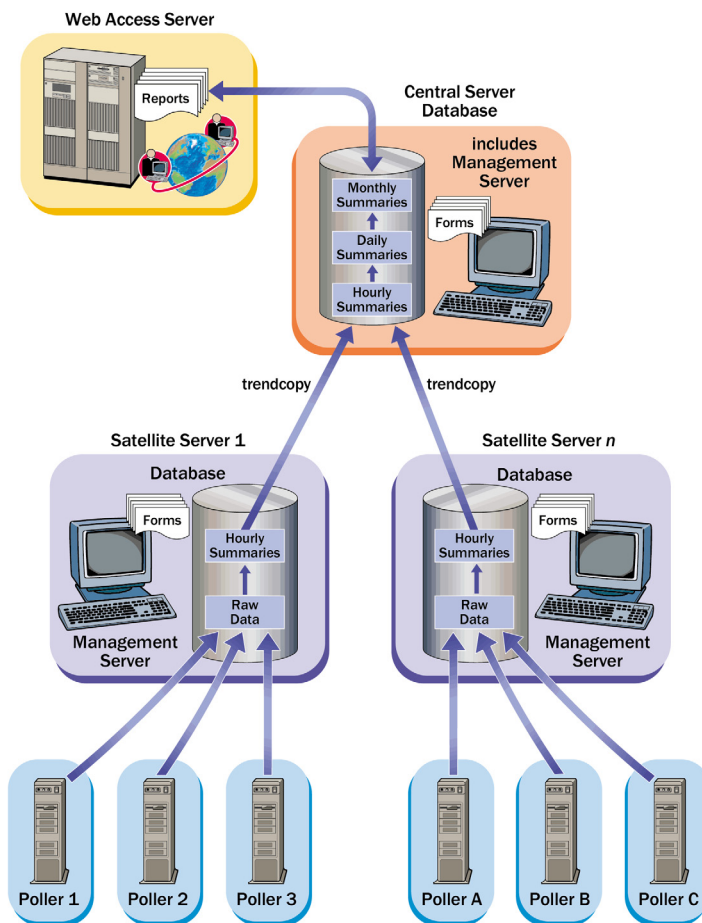 Web Access Server
Reports
Central Server
Database
includes
Management
Server
Monthly
Summaries
Forms
Daily
Summaries
Hourly
Summaries
trendcopy
trendcopy
Satellite Server 1
Database
Forms
Hourly
Summaries
Raw
Data
Management
Server
Satellite Server n
Database
Forms
Hourly
Summaries
Raw
Data
Management
Server
Poller 1
Poller 2
Poller 3
Poller A
Poller B
Poller C